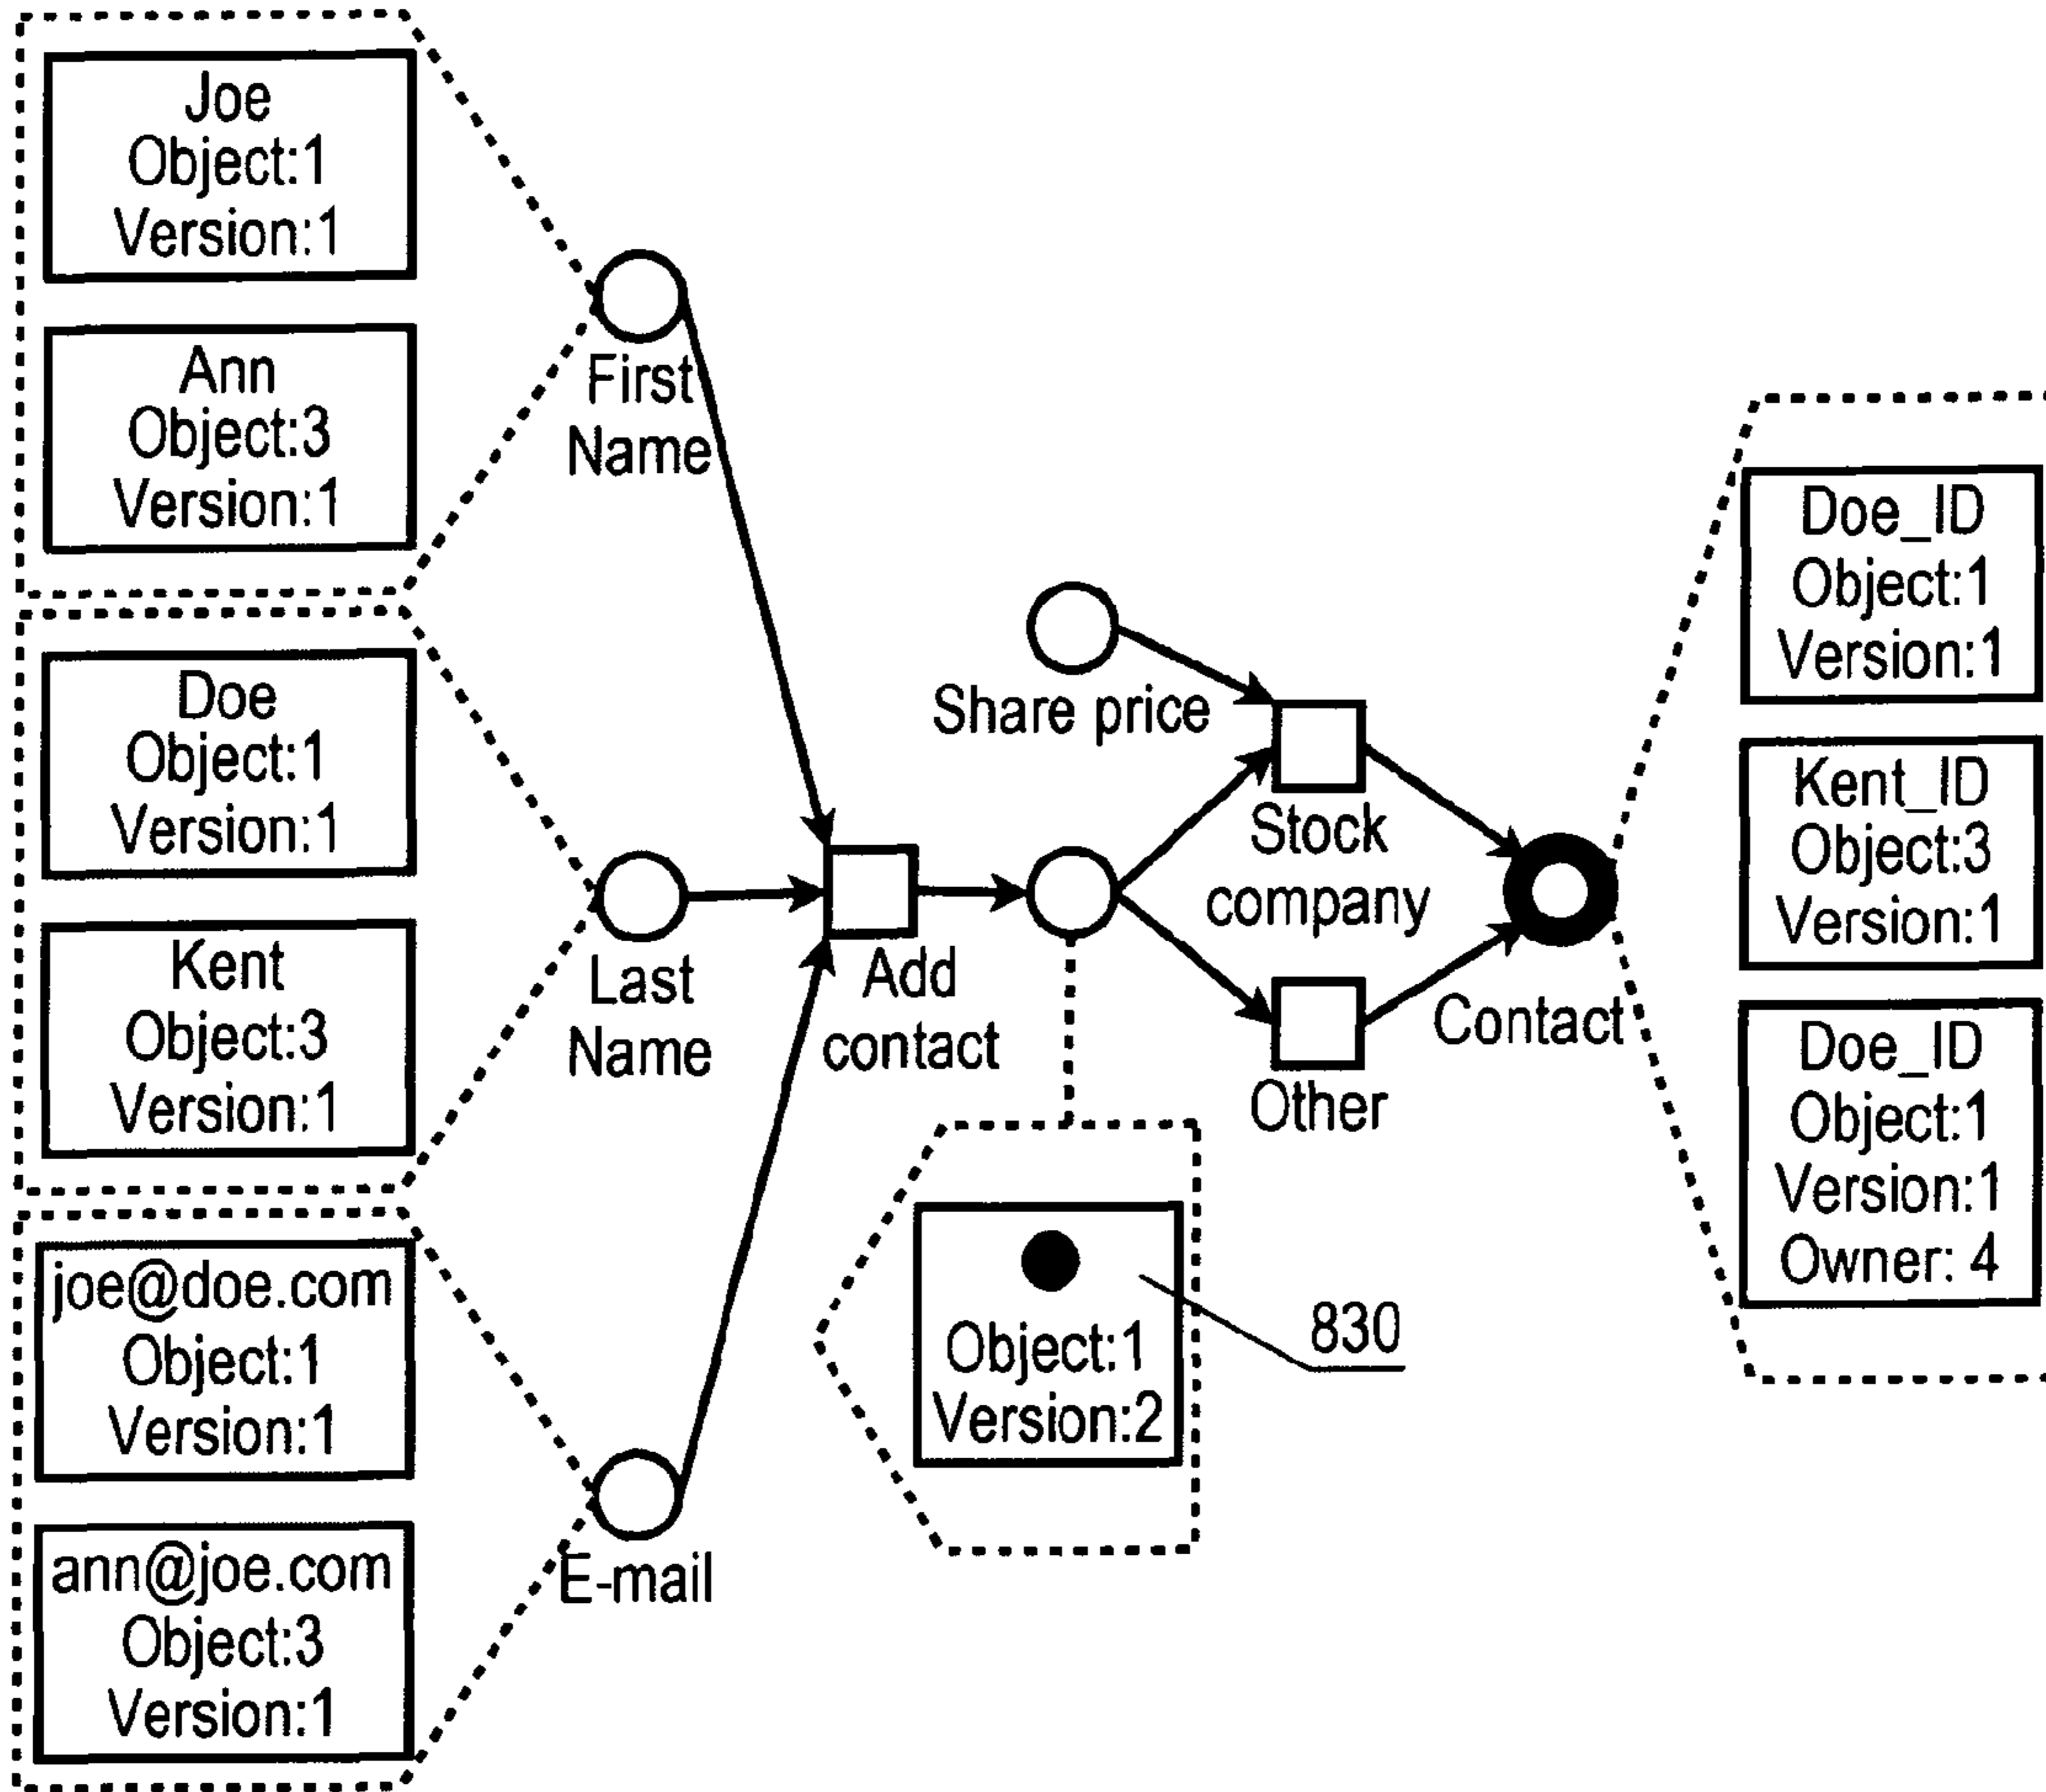 Joe
Object:1
Version:1
Ann
Object:3
Version:1
First
Name
Doe
Object:1
Version:1
Kent
Object:3
Version:1
Last
Name
joe@doe.com
Object:1
Version:1
ann@joe.com
Object:3
Version:1
E-mail
Add
contact
Share price
Stock
company
Other
Object:1
Version:2
830
Contact
Doe_ID
Object:1
Version:1
Kent_ID
Object:3
Version:1
Doe_ID
Object:1
Version:1
Owner: 4